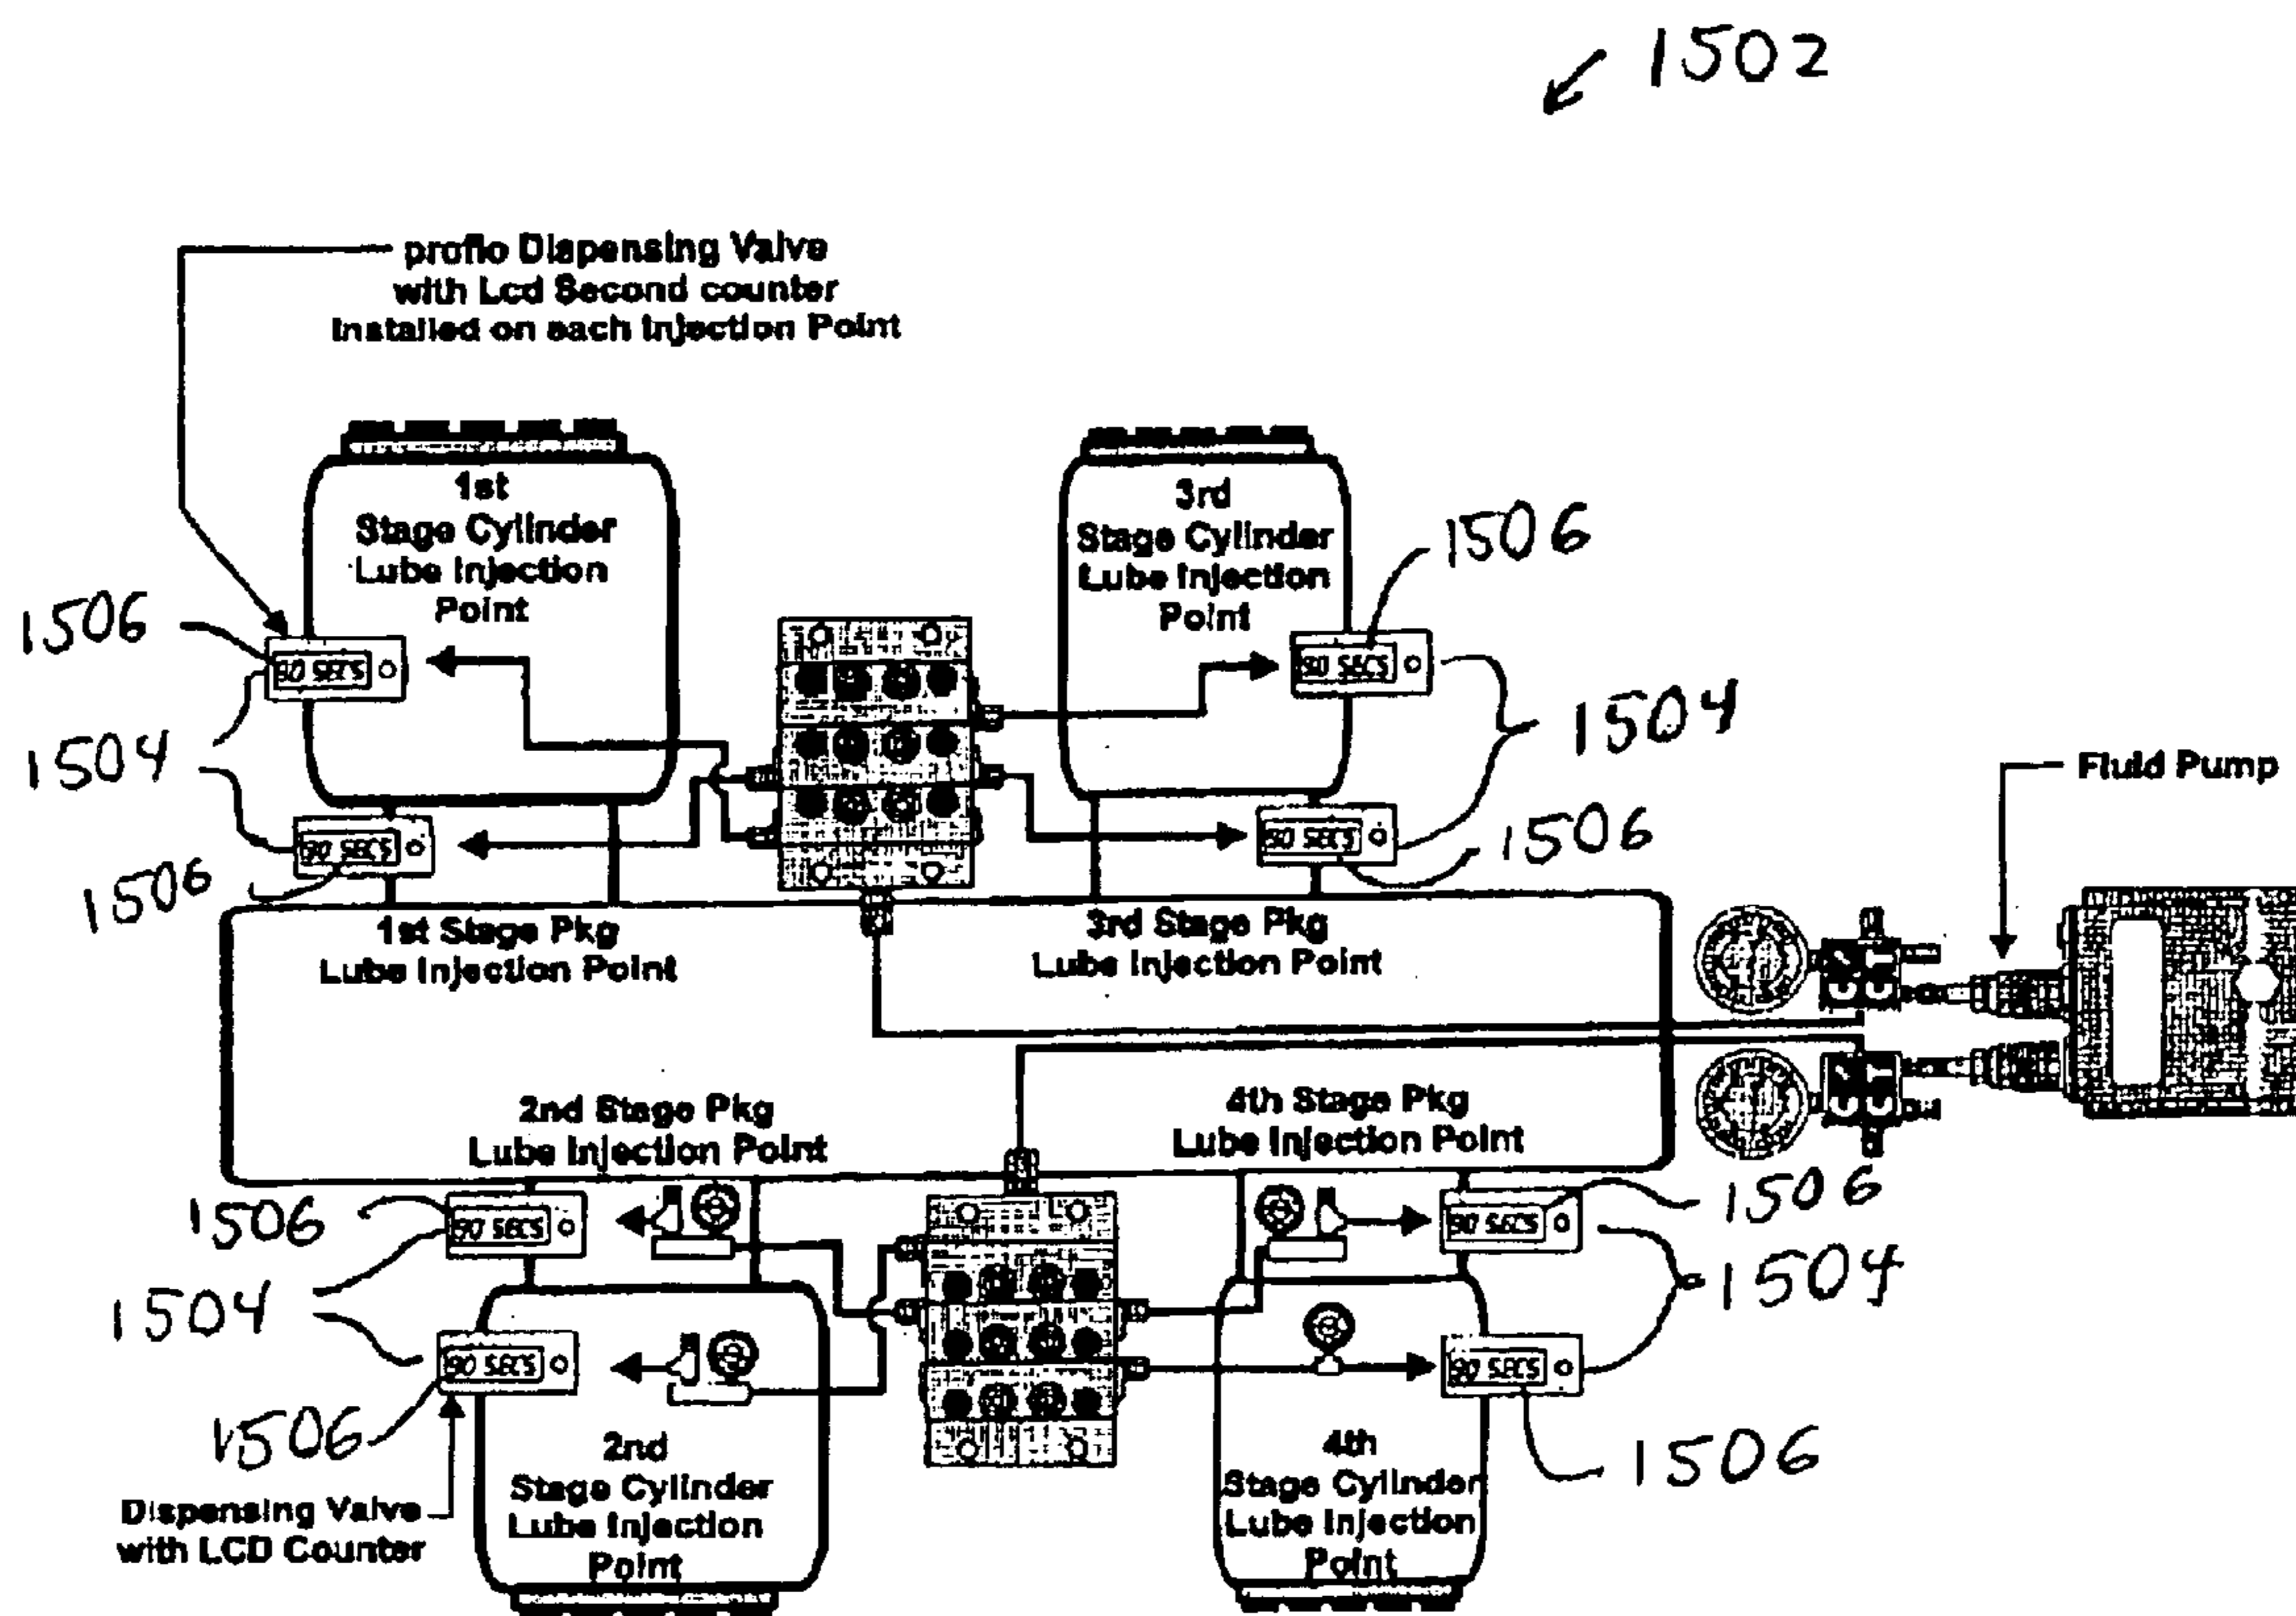 1502
proflo Dispensing Valve
with Lcd Second counter
Installed on each Injection Point
1st
Stage Cylinder
Lube Injection
Point
3rd
Stage Cylinder
Lube Injection
Point
1506
1506
90 SECS
90 SECS
1504
1504
Fluid Pump
90 SECS
90 SECS
1506
1506
1st Stage Pkg
Lube Injection Point
3rd Stage Pkg
Lube Injection Point
2nd Stage Pkg
Lube Injection Point
4th Stage Pkg
Lube Injection Point
1506
90 SECS
90 SECS
1506
1504
1504
90 SECS
90 SECS
1506
1506
2nd
Stage Cylinder
Lube Injection
Point
4th
Stage Cylinder
Lube Injection
Point
Dispensing Valve
with LCD Counter